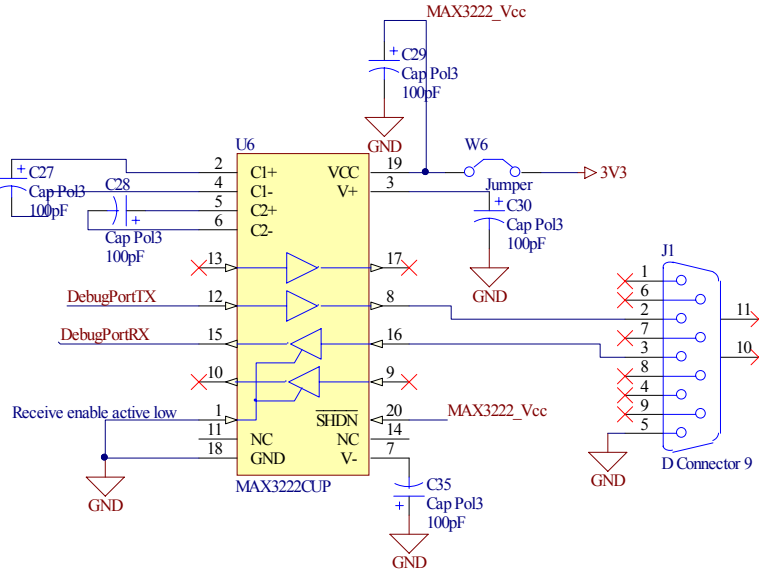 MAX3222_Vcc
C29
Cap Pol3
100pF
GND
U6
W6
Jumper
3V3
2 C1+ VCC 19
4 C1- V+ 3
5 C2+
6 C2-
C27
Cap Pol3
100pF
C28
Cap Pol3
100pF
C30
Cap Pol3
100pF
GND
13 17
DebugPortTX 12 8
DebugPortRX 15 16
10 9
Receive enable active low 1 SHDN 20 MAX3222_Vcc
11 NC NC 14
18 GND V- 7
GND
MAX3222CUP
C35
Cap Pol3
100pF
GND
J1
1
6
2
7
3
8
4
9
5
11
10
D Connector 9
GND